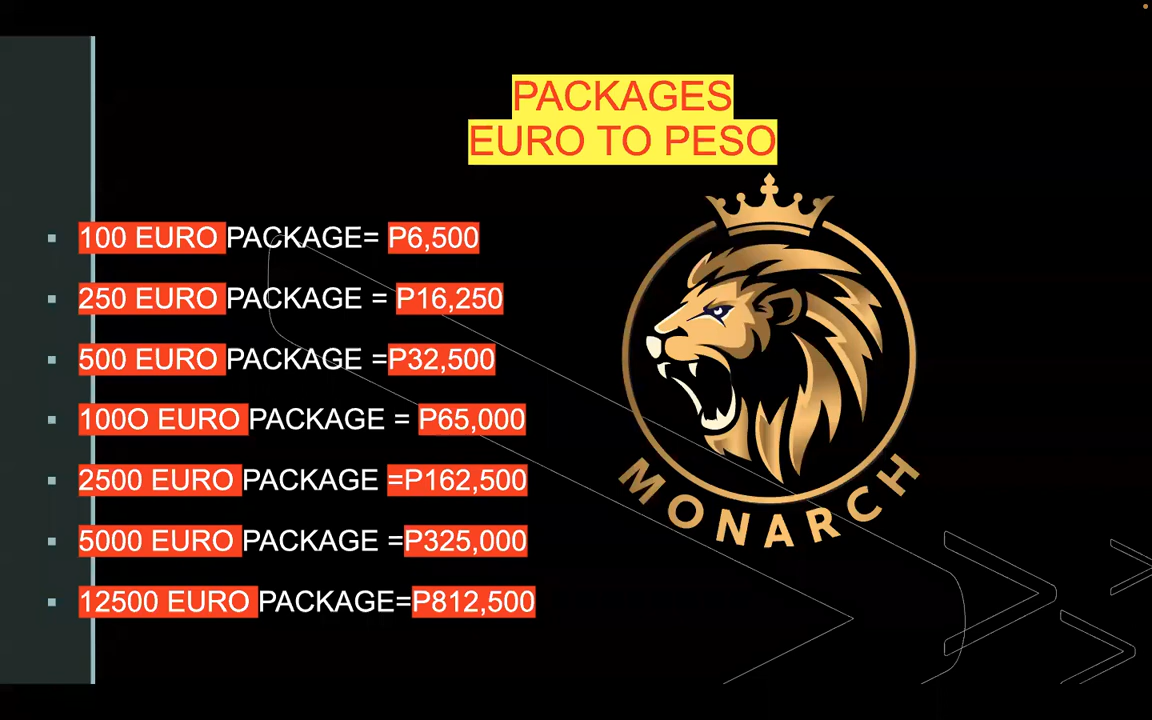 PACKAGES
EURO TO PESO
100 EURO PACKAGE= P6,500
250 EURO PACKAGE = P16,250
500 EURO PACKAGE =P32,500
100O EURO PACKAGE = P65,000
2500 EURO PACKAGE =P162,500
5000 EURO PACKAGE =P325,000
12500 EURO PACKAGE=P812,500
MONARCH